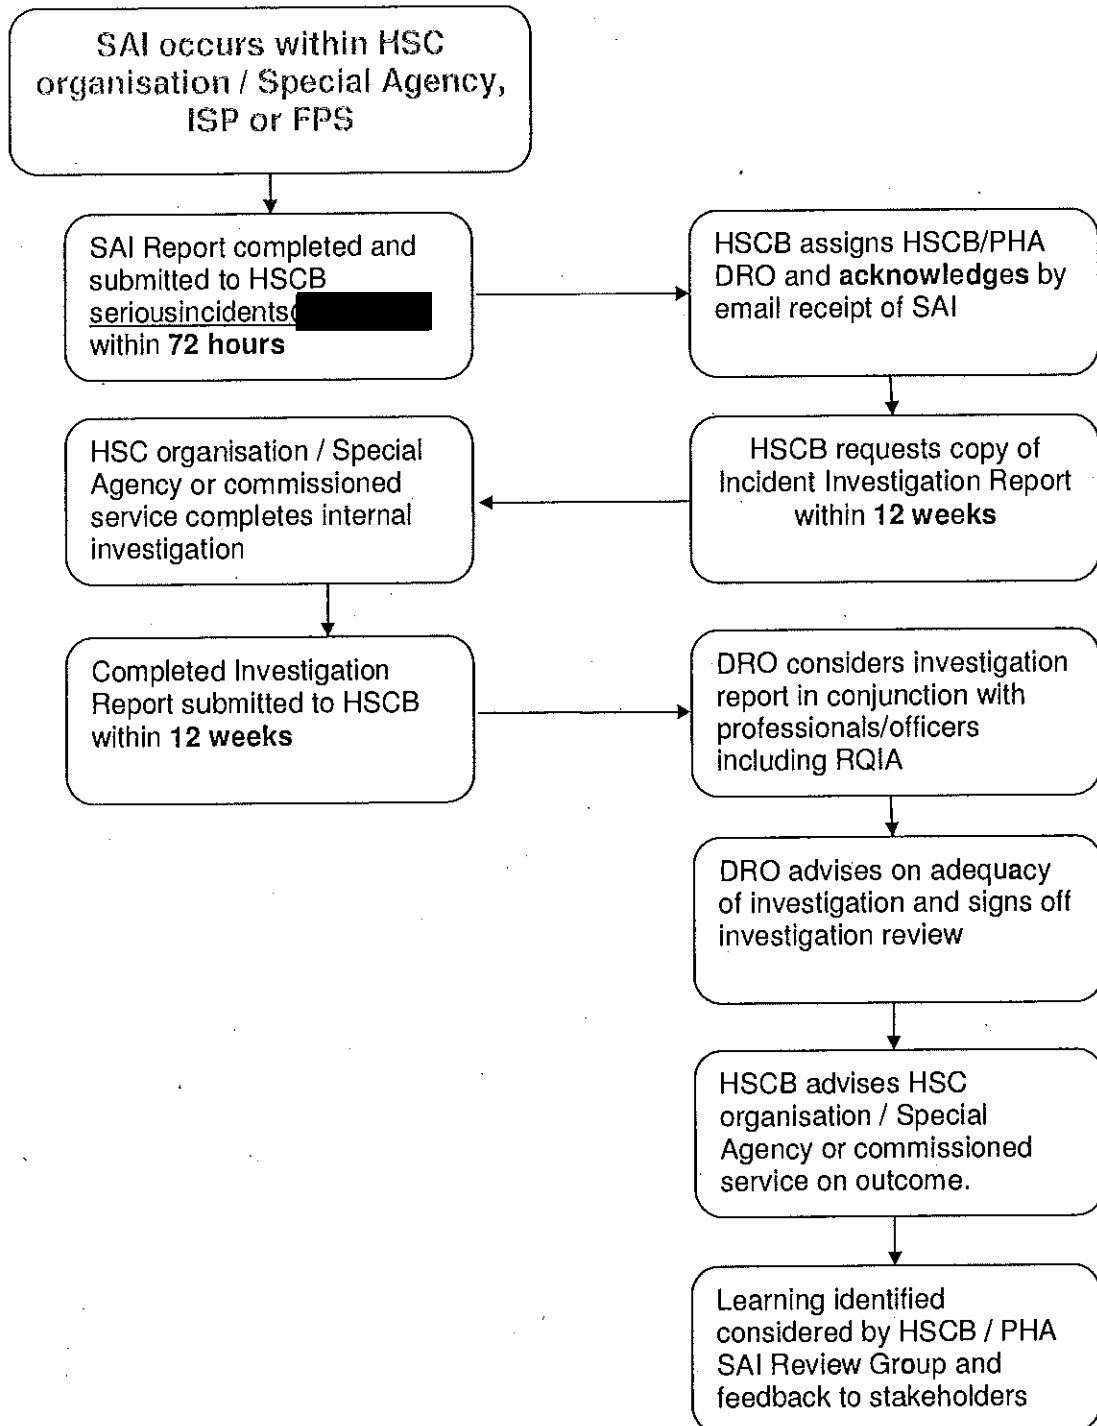 SAI occurs within HSC
organisation / Special Agency,
ISP or FPS
SAI Report completed and
submitted to HSCB
seriousincidents
within 72 hours
HSCB assigns HSCB/PHA
DRO and acknowledges by
email receipt of SAI
HSCB requests copy of
Incident Investigation Report
within 12 weeks
HSC organisation / Special
Agency or commissioned
service completes internal
investigation
Completed Investigation
Report submitted to HSCB
within 12 weeks
DRO considers investigation
report in conjunction with
professionals/officers
including RQIA
DRO advises on adequacy
of investigation and signs off
investigation review
HSCB advises HSC
organisation / Special
Agency or commissioned
service on outcome.
Learning identified
considered by HSCB / PHA
SAI Review Group and
feedback to stakeholders